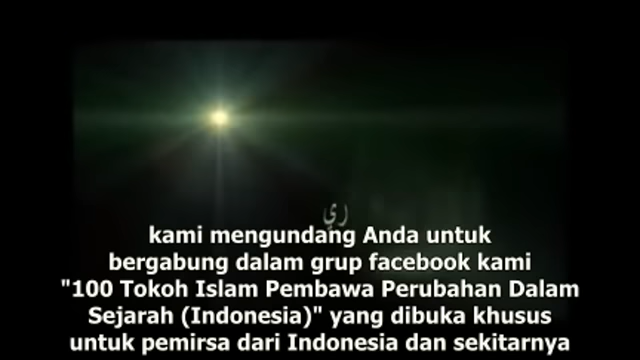 ري
kami mengundang Anda untuk
bergabung dalam grup facebook kami
"100 Tokoh Islam Pembawa Perubahan Dalam
Sejarah (Indonesia)" yang dibuka khusus
untuk pemirsa dari Indonesia dan sekitarnya